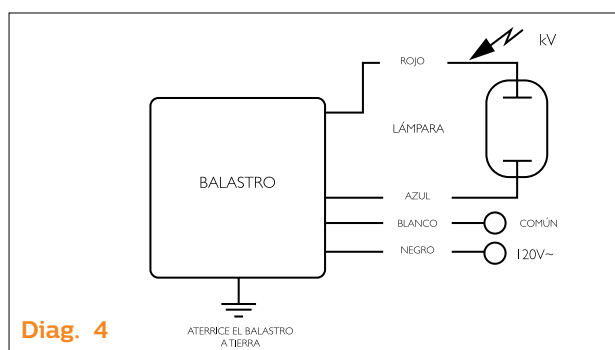 kV
ROJO
LÁMPARA
BALASTRO
AZUL
BLANCO
COMÚN
NEGRO
120V~
Diag. 4
ATERRICE EL BALASTRO
A TIERRA